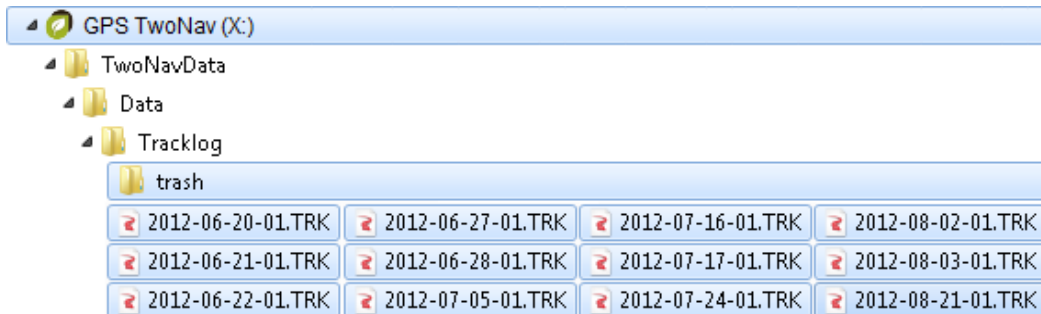 GPS TwoNav (X:)
TwoNavData
Data
Tracklog
trash
2012-06-20-01.TRK 2012-06-27-01.TRK 2012-07-16-01.TRK 2012-08-02-01.TRK
2012-06-21-01.TRK 2012-06-28-01.TRK 2012-07-17-01.TRK 2012-08-03-01.TRK
2012-06-22-01.TRK 2012-07-05-01.TRK 2012-07-24-01.TRK 2012-08-21-01.TRK